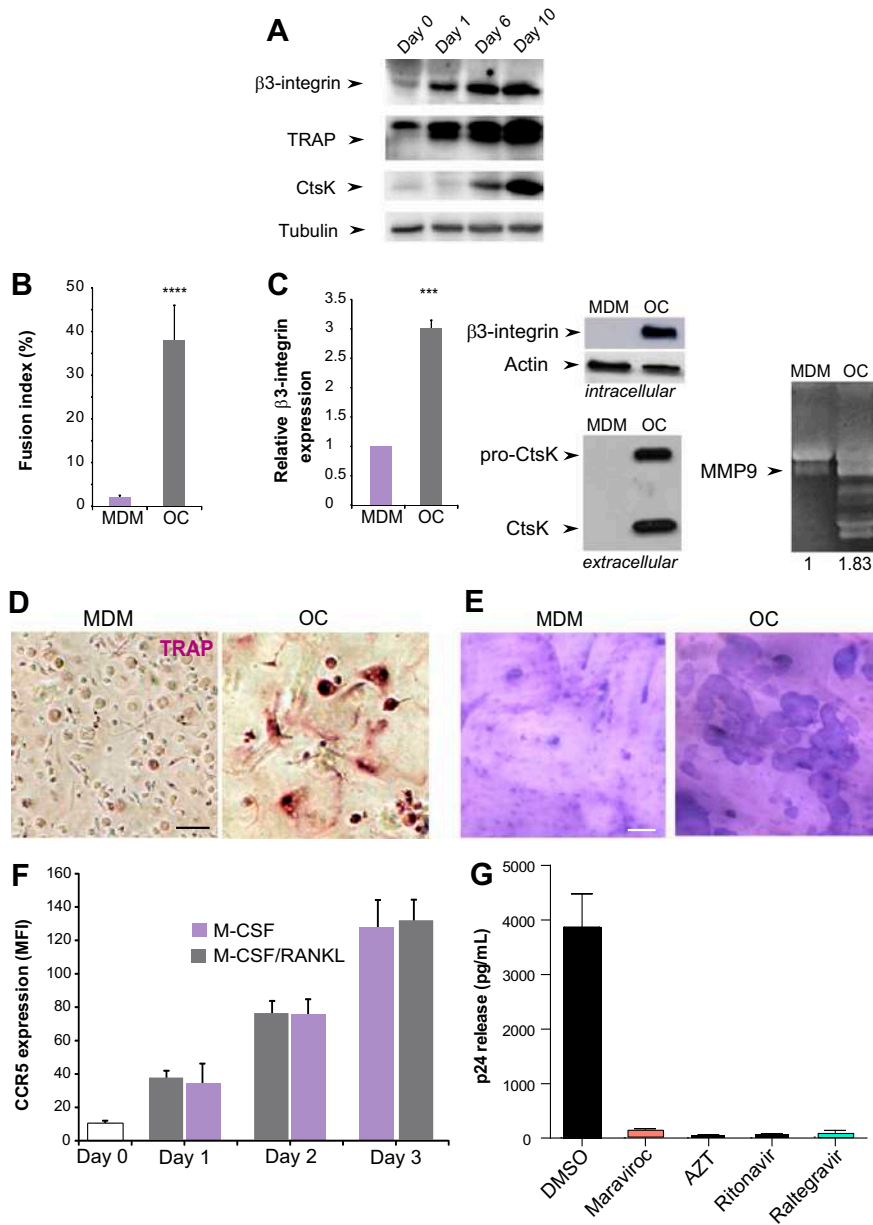 A
Day 0 Day 1 Day 6 Day 10
β3-integrin
TRAP
CtsK
Tubulin
B
Fusion index (%)
50
40
30
20
10
0
****
MDM OC
C
Relative β3-integrin
expression
3.5
3
2.5
2
1.5
1
0.5
0
***
MDM OC
MDM OC
β3-integrin
Actin
intracellular
MDM OC
pro-CtsK
CtsK
extracellular
MDM OC
MMP9
1 1.83
D
MDM OC
TRAP
E
MDM OC
F
CCR5 expression (MFI)
160
140
120
100
80
60
40
20
0
M-CSF
M-CSF/RANKL
Day 0 Day 1 Day 2 Day 3
G
p24 release (pg/mL)
5000
4000
3000
2000
1000
0
DMSO Maraviroc AZT Ritonavir Raltegravir